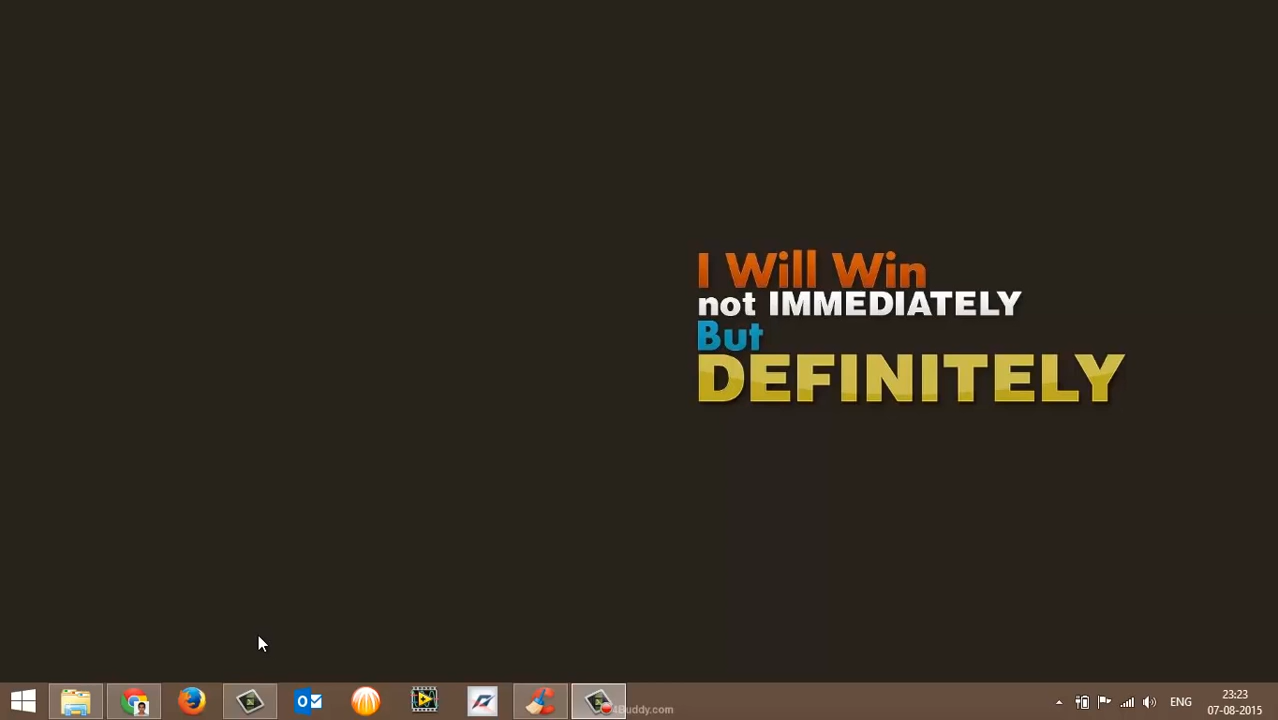 I Will Win
not IMMEDIATELY
But
DEFINITELY
ENG
23:23
07-08-2015